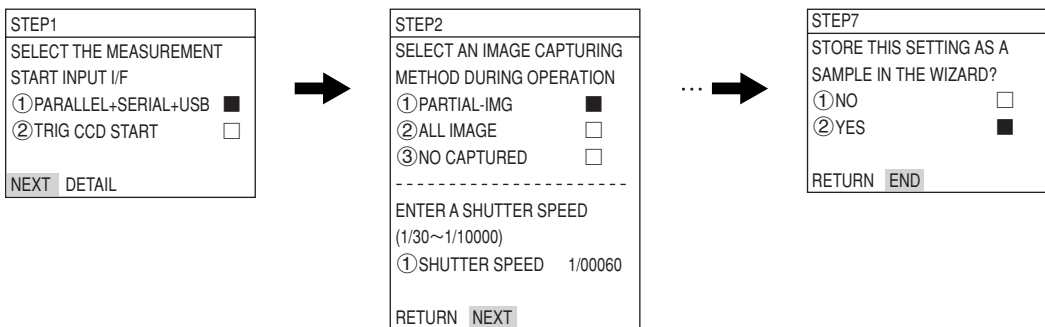 STEP1
SELECT THE MEASUREMENT
START INPUT I/F
①PARALLEL+SERIAL+USB ■
②TRIG CCD START □
NEXT DETAIL
STEP2
SELECT AN IMAGE CAPTURING
METHOD DURING OPERATION
①PARTIAL-IMG ■
②ALL IMAGE □
③NO CAPTURED □
ENTER A SHUTTER SPEED
(1/30～1/10000)
①SHUTTER SPEED 1/00060
RETURN NEXT
…
STEP7
STORE THIS SETTING AS A
SAMPLE IN THE WIZARD?
①NO □
②YES ■
RETURN END